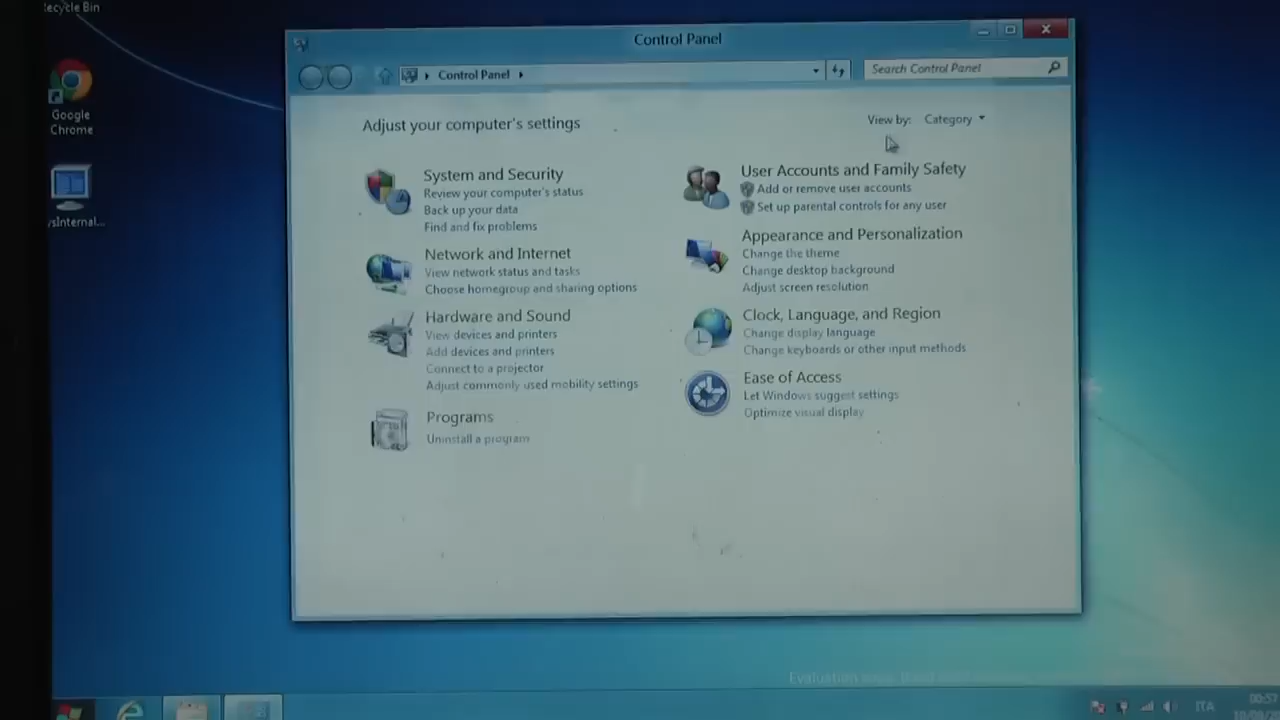 Recycle Bin
Google
Chrome
Control Panel
Control Panel
Search Control Panel
Adjust your computer's settings
View by: Category
System and Security
Review your computer's status
Back up your data
Find and fix problems
Network and Internet
View network status and tasks
Choose homegroup and sharing options
Hardware and Sound
View devices and printers
Add devices and printers
Connect to a projector
Adjust commonly used mobility settings
Programs
Uninstall a program
User Accounts and Family Safety
Add or remove user accounts
Set up parental controls for any user
Appearance and Personalization
Change the theme
Change desktop background
Adjust screen resolution
Clock, Language, and Region
Change display language
Change keyboards or other input methods
Ease of Access
Let Windows suggest settings
Optimize visual display
Evaluation copy.
ITA
00:57